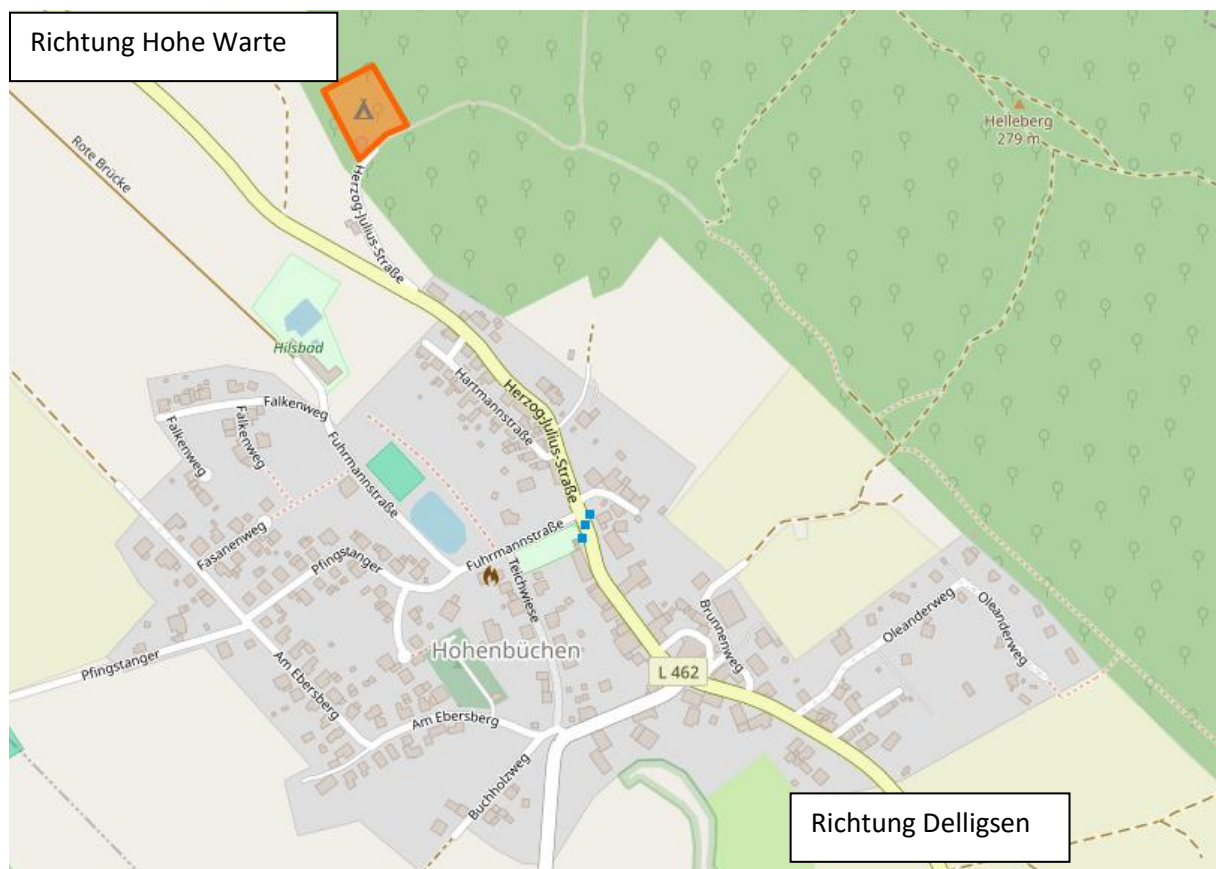 Richtung Hohe Warte
Helleberg
279 m
Rote Brücke
Herzog-Julius-Straße
Hilsbad
Hartmannstraße
Herzog-Julius-Straße
Falkenweg
Falkenweg
Falkenweg
Fuhrmannstraße
Fasanenweg
Pfingstanger
Fuhrmannstraße
Teichwiese
Brunnenweg
Oleanderweg
Oleanderweg
Hohenbüchen
L 462
Pfingstanger
Am Ebersberg
Am Ebersberg
Buchholzweg
Richtung Delligsen